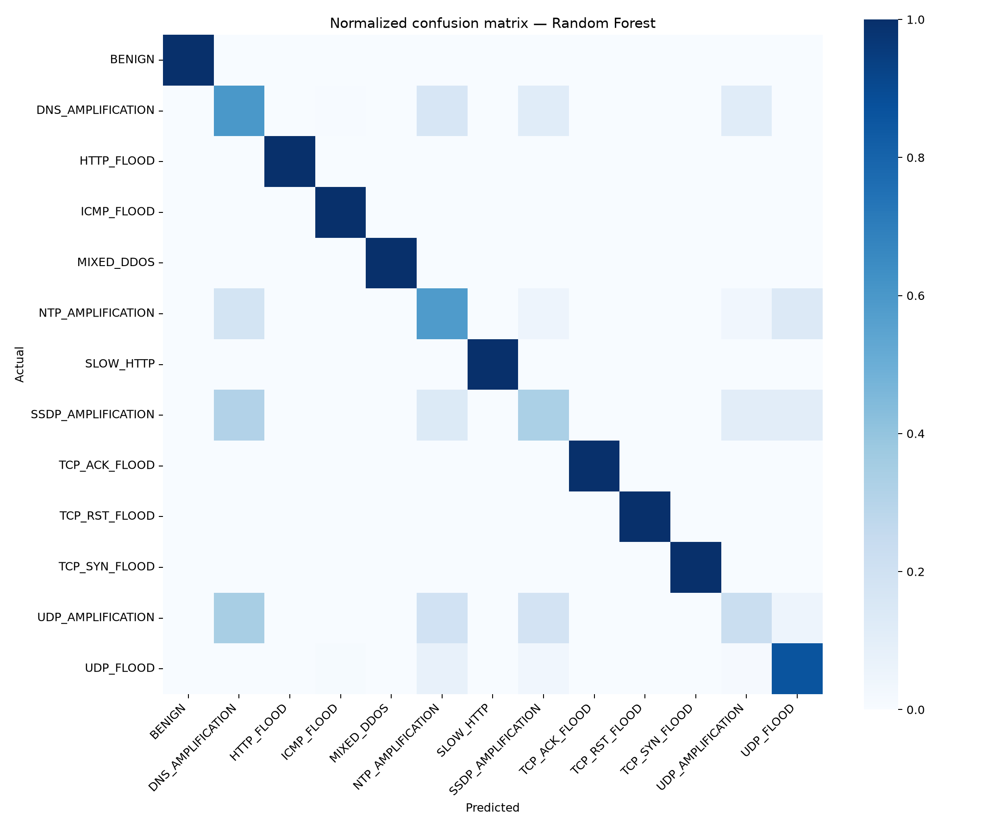 Normalized confusion matrix — Random Forest
BENIGN
DNS_AMPLIFICATION
HTTP_FLOOD
ICMP_FLOOD
MIXED_DDOS
NTP_AMPLIFICATION
SLOW_HTTP
SSDP_AMPLIFICATION
TCP_ACK_FLOOD
TCP_RST_FLOOD
TCP_SYN_FLOOD
UDP_AMPLIFICATION
UDP_FLOOD
Actual
BENIGN
DNS_AMPLIFICATION
HTTP_FLOOD
ICMP_FLOOD
MIXED_DDOS
NTP_AMPLIFICATION
SLOW_HTTP
SSDP_AMPLIFICATION
TCP_ACK_FLOOD
TCP_RST_FLOOD
TCP_SYN_FLOOD
UDP_AMPLIFICATION
UDP_FLOOD
Predicted
1.0
0.8
0.6
0.4
0.2
0.0